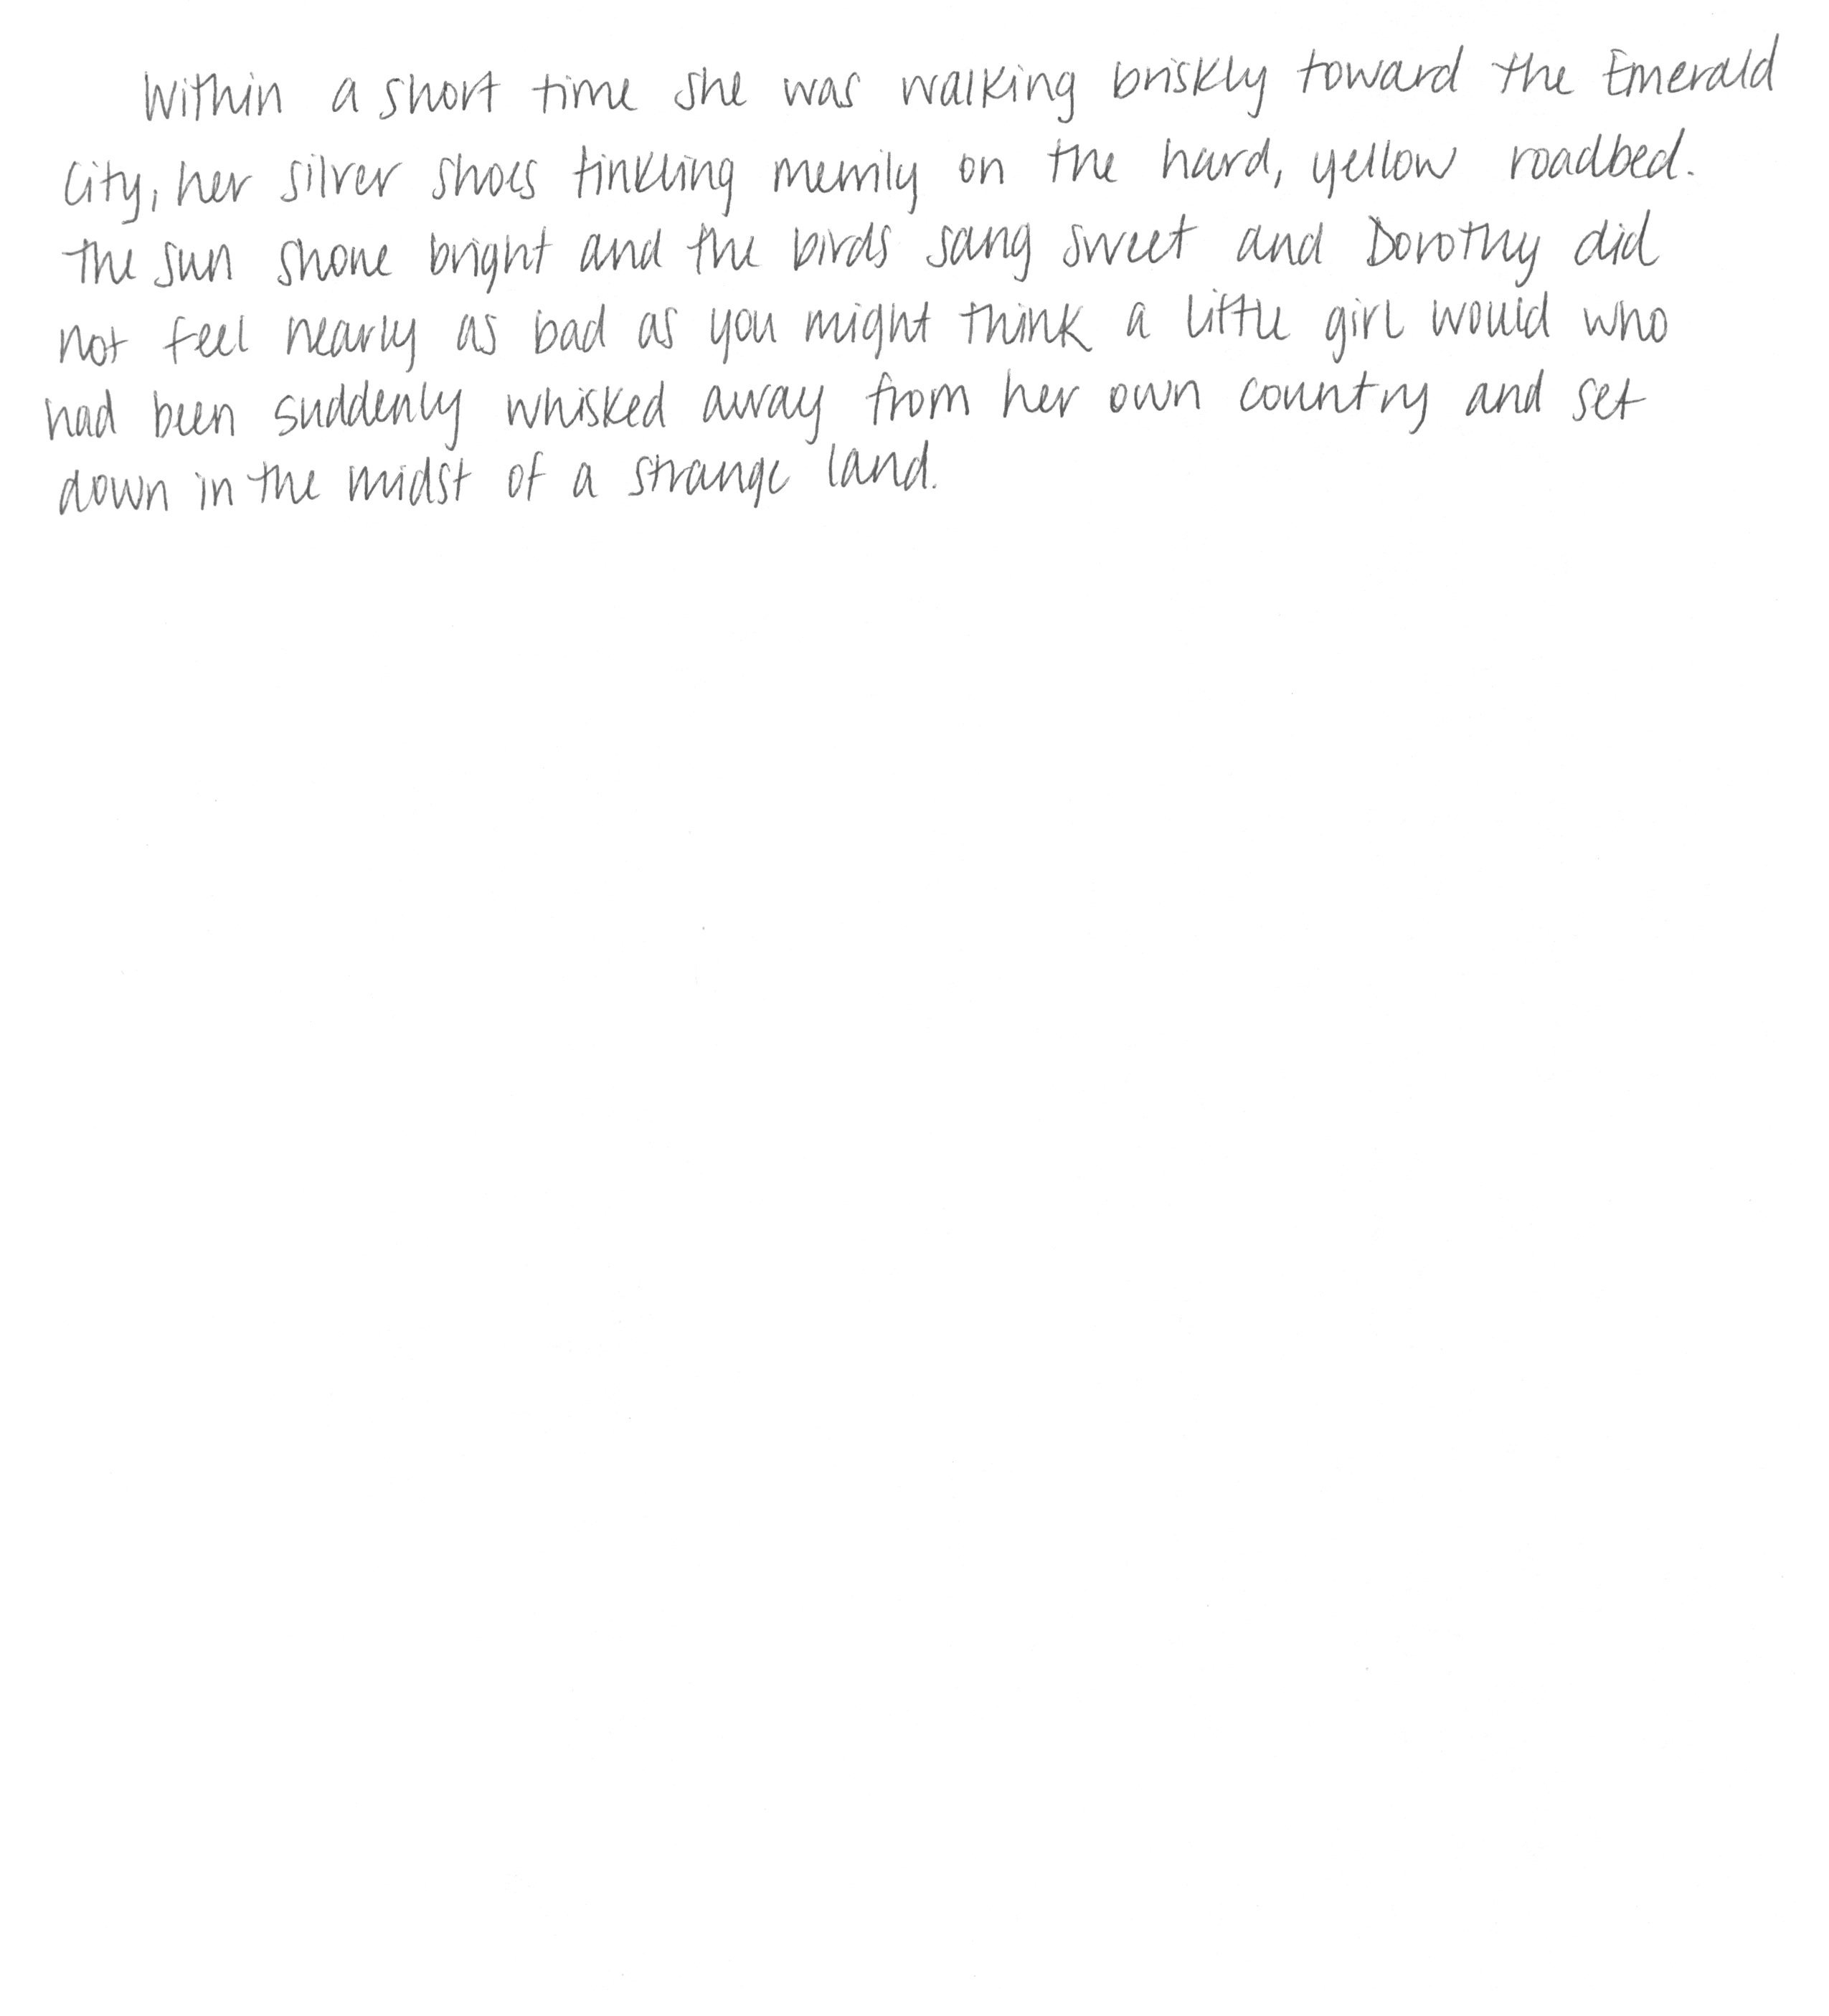 Within a short time she was walking briskly toward the Emerald
City, her silver shoes tinkling merrily on the hard, yellow roadbed.
The sun shone bright and the birds sang sweet and Dorothy did
not feel nearly as bad as you might think a little girl would who
had been suddenly whisked away from her own country and set
down in the midst of a strange land.